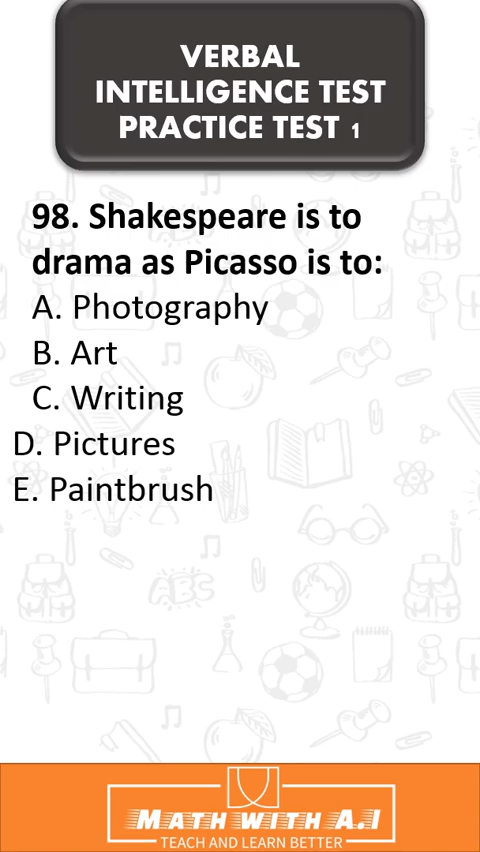 VERBAL
INTELLIGENCE TEST
PRACTICE TEST 1
98. Shakespeare is to
drama as Picasso is to:
A. Photography
B. Art
C. Writing
D. Pictures
E. Paintbrush
ABC
MATH WITH A.I
TEACH AND LEARN BETTER